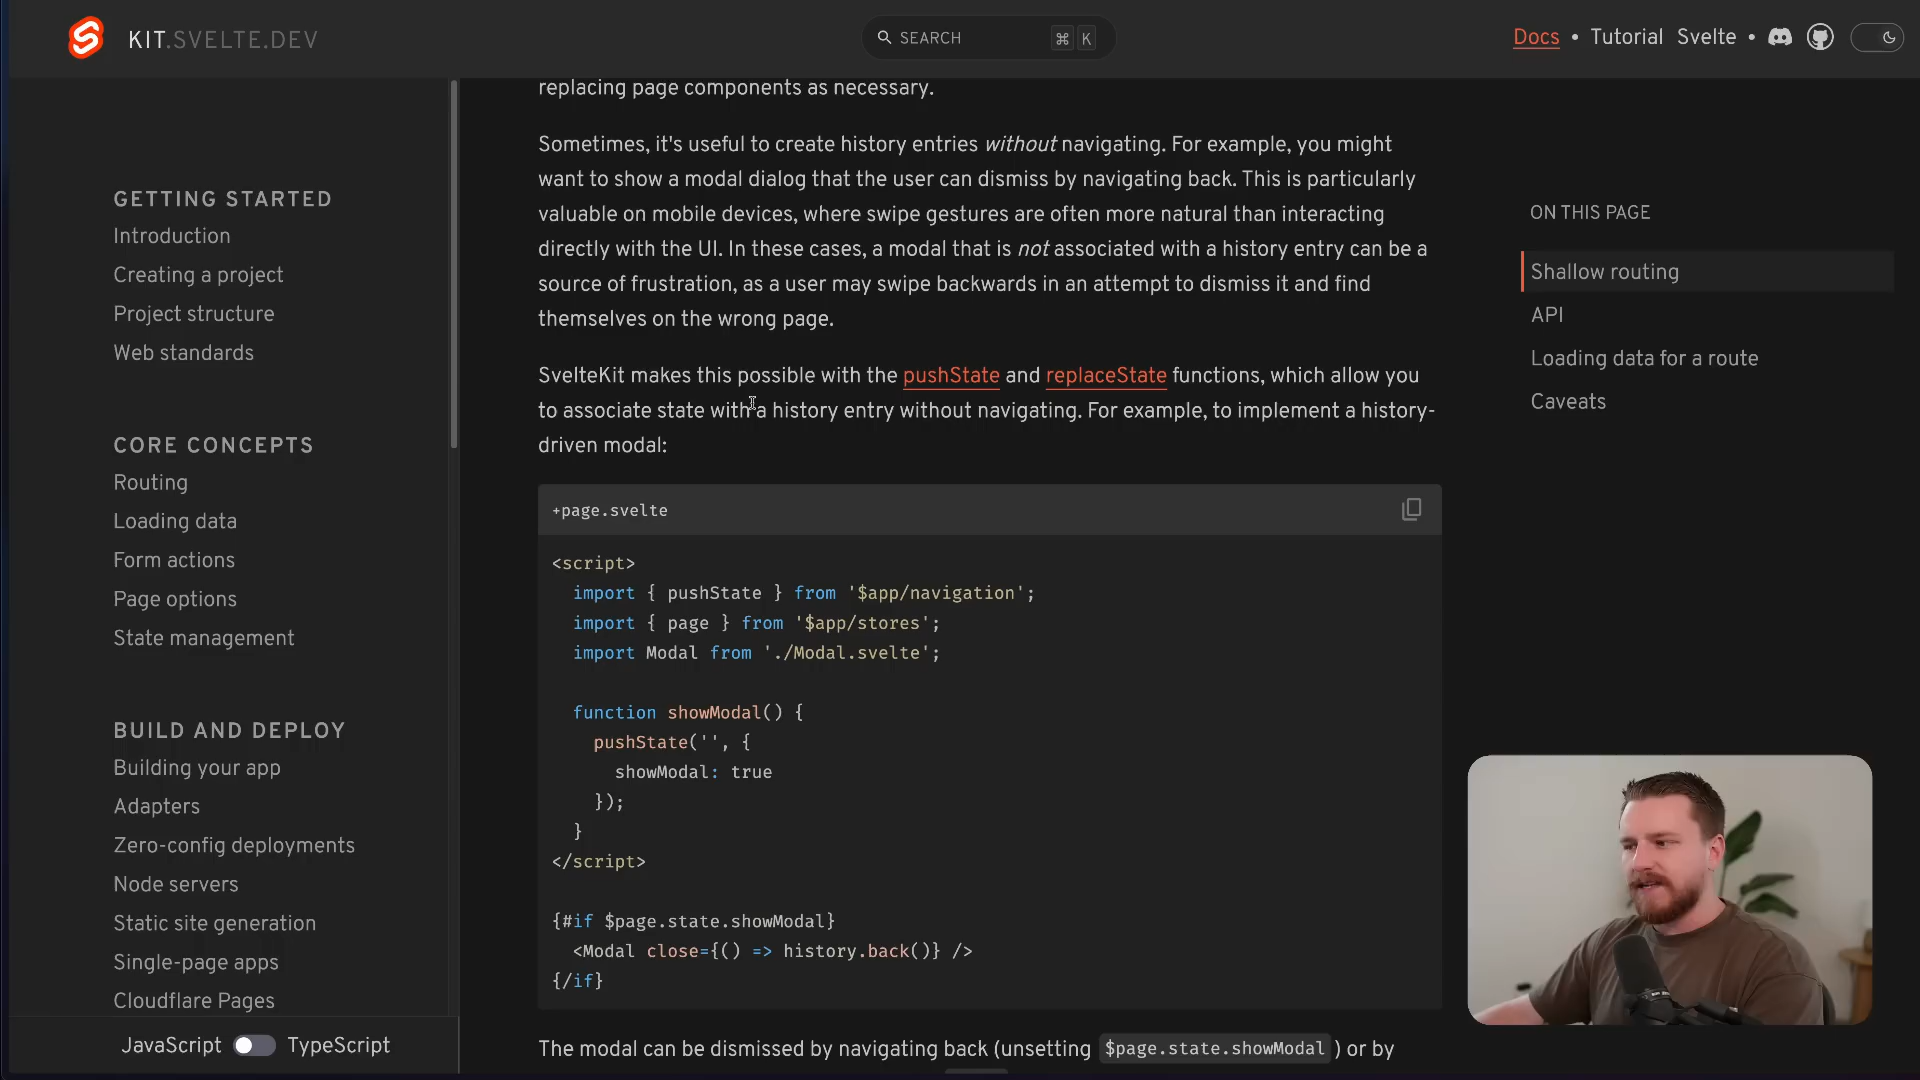 KIT.SVELTE.DEV
SEARCH
⌘ K
Docs • Tutorial Svelte •
GETTING STARTED
Introduction
Creating a project
Project structure
Web standards
CORE CONCEPTS
Routing
Loading data
Form actions
Page options
State management
BUILD AND DEPLOY
Building your app
Adapters
Zero-config deployments
Node servers
Static site generation
Single-page apps
Cloudflare Pages
JavaScript TypeScript
replacing page components as necessary.
Sometimes, it's useful to create history entries without navigating. For example, you might
want to show a modal dialog that the user can dismiss by navigating back. This is particularly
valuable on mobile devices, where swipe gestures are often more natural than interacting
directly with the UI. In these cases, a modal that is not associated with a history entry can be a
source of frustration, as a user may swipe backwards in an attempt to dismiss it and find
themselves on the wrong page.
SvelteKit makes this possible with the pushState and replaceState functions, which allow you
to associate state with a history entry without navigating. For example, to implement a history-
driven modal:
+page.svelte
<script>
import { pushState } from '$app/navigation';
import { page } from '$app/stores';
import Modal from './Modal.svelte';
function showModal() {
pushState('', {
showModal: true
});
}
</script>
{#if $page.state.showModal}
<Modal close={() => history.back()} />
{/if}
The modal can be dismissed by navigating back (unsetting $page.state.showModal ) or by
ON THIS PAGE
Shallow routing
API
Loading data for a route
Caveats